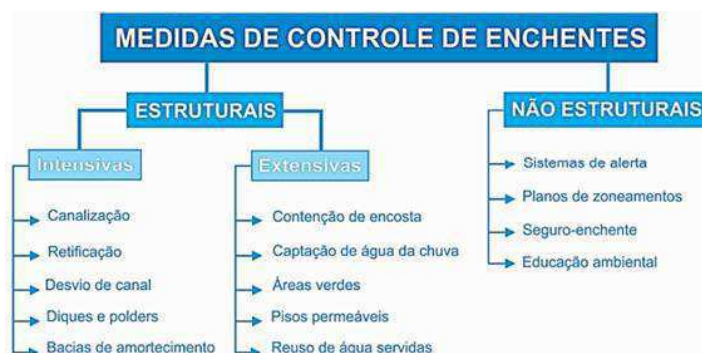 MEDIDAS DE CONTROLE DE ENCHENTES
ESTRUTURAIS
NÃO ESTRUTURAIS
Intensivas
Canalização
Retificação
Desvio de canal
Diques e polders
Bacias de amortecimento
Extensivas
Contenção de encosta
Captação de água da chuva
Áreas verdes
Pisos permeáveis
Reuso de água servidas
Sistemas de alerta
Planos de zoneamentos
Seguro-enchente
Educação ambiental